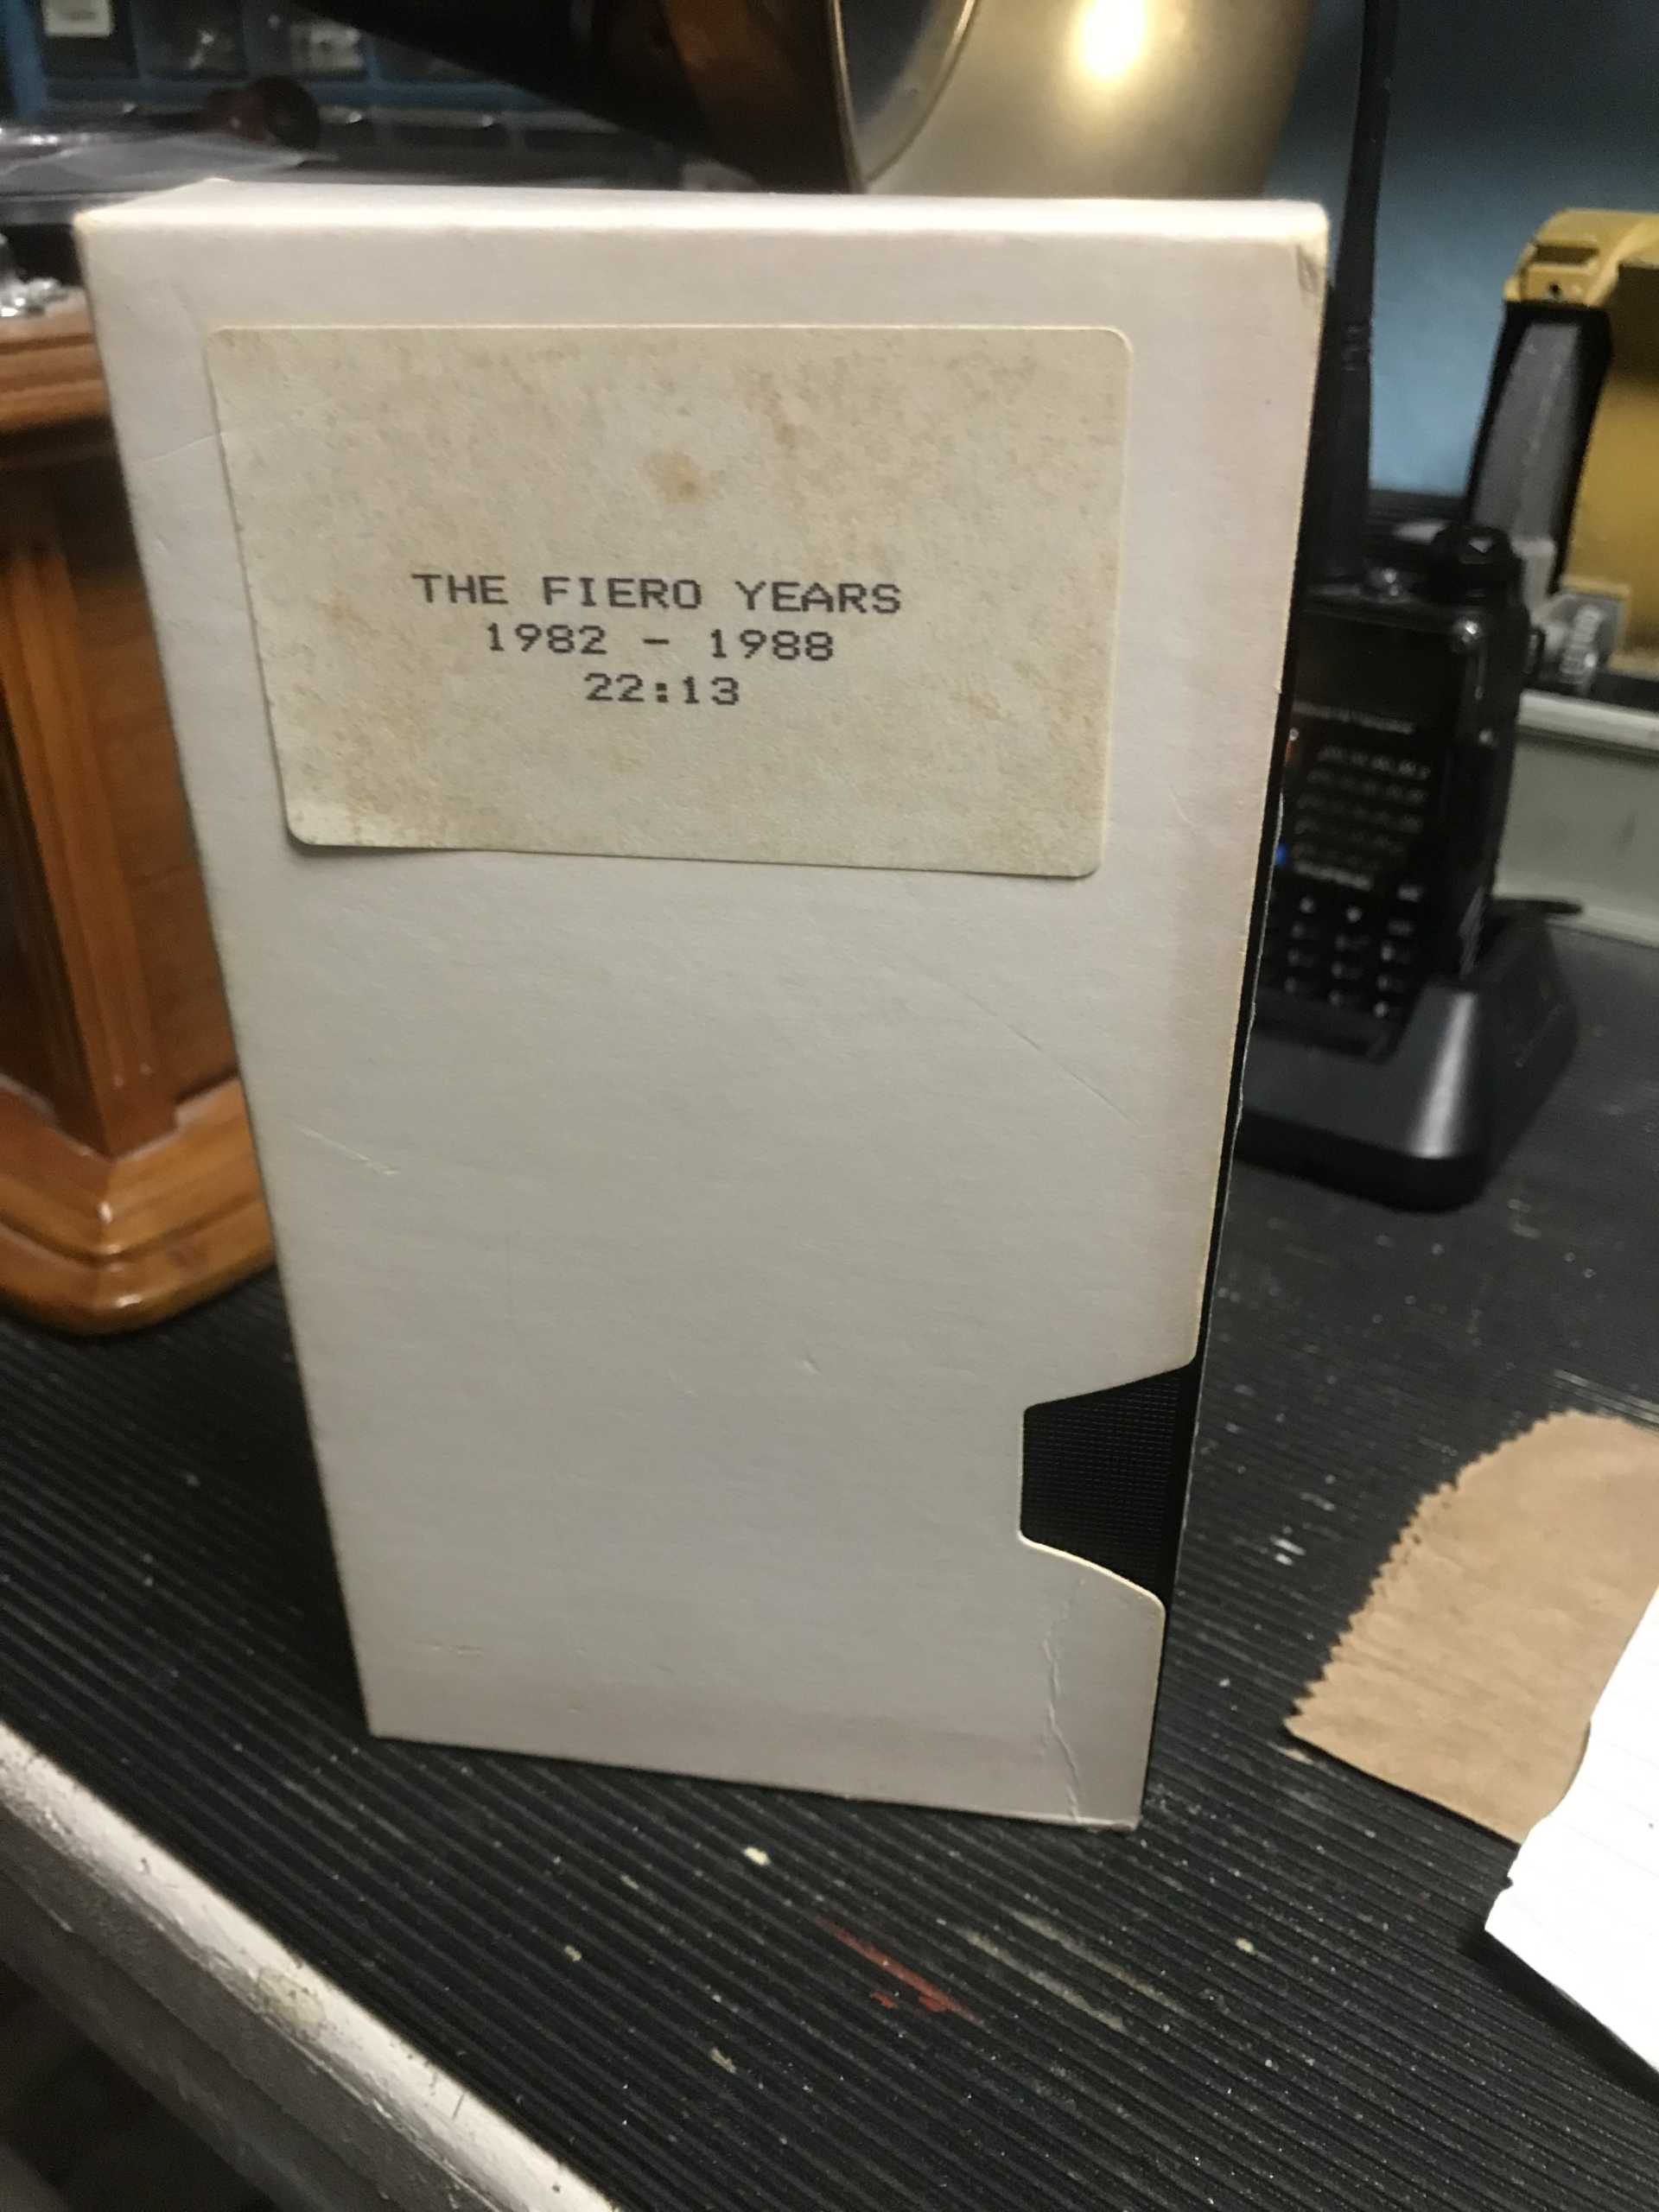 THE FIERO YEARS
1982 - 1988
22:13